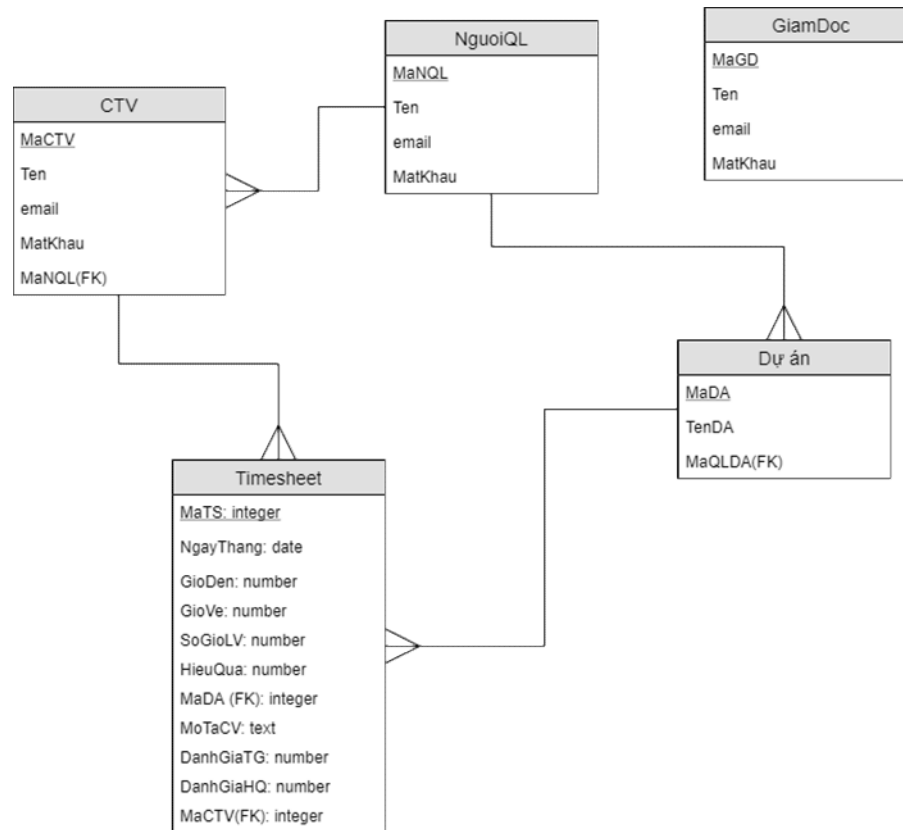 NguoiQL
MaNQL
Ten
email
MatKhau
GiamDoc
MaGD
Ten
email
MatKhau
CTV
MaCTV
Ten
email
MatKhau
MaNQL(FK)
Dự án
MaDA
TenDA
MaQLDA(FK)
Timesheet
MaTS: integer
NgayThang: date
GioDen: number
GioVe: number
SoGioLV: number
HieuQua: number
MaDA (FK): integer
MoTaCV: text
DanhGiaTG: number
DanhGiaHQ: number
MaCTV(FK): integer